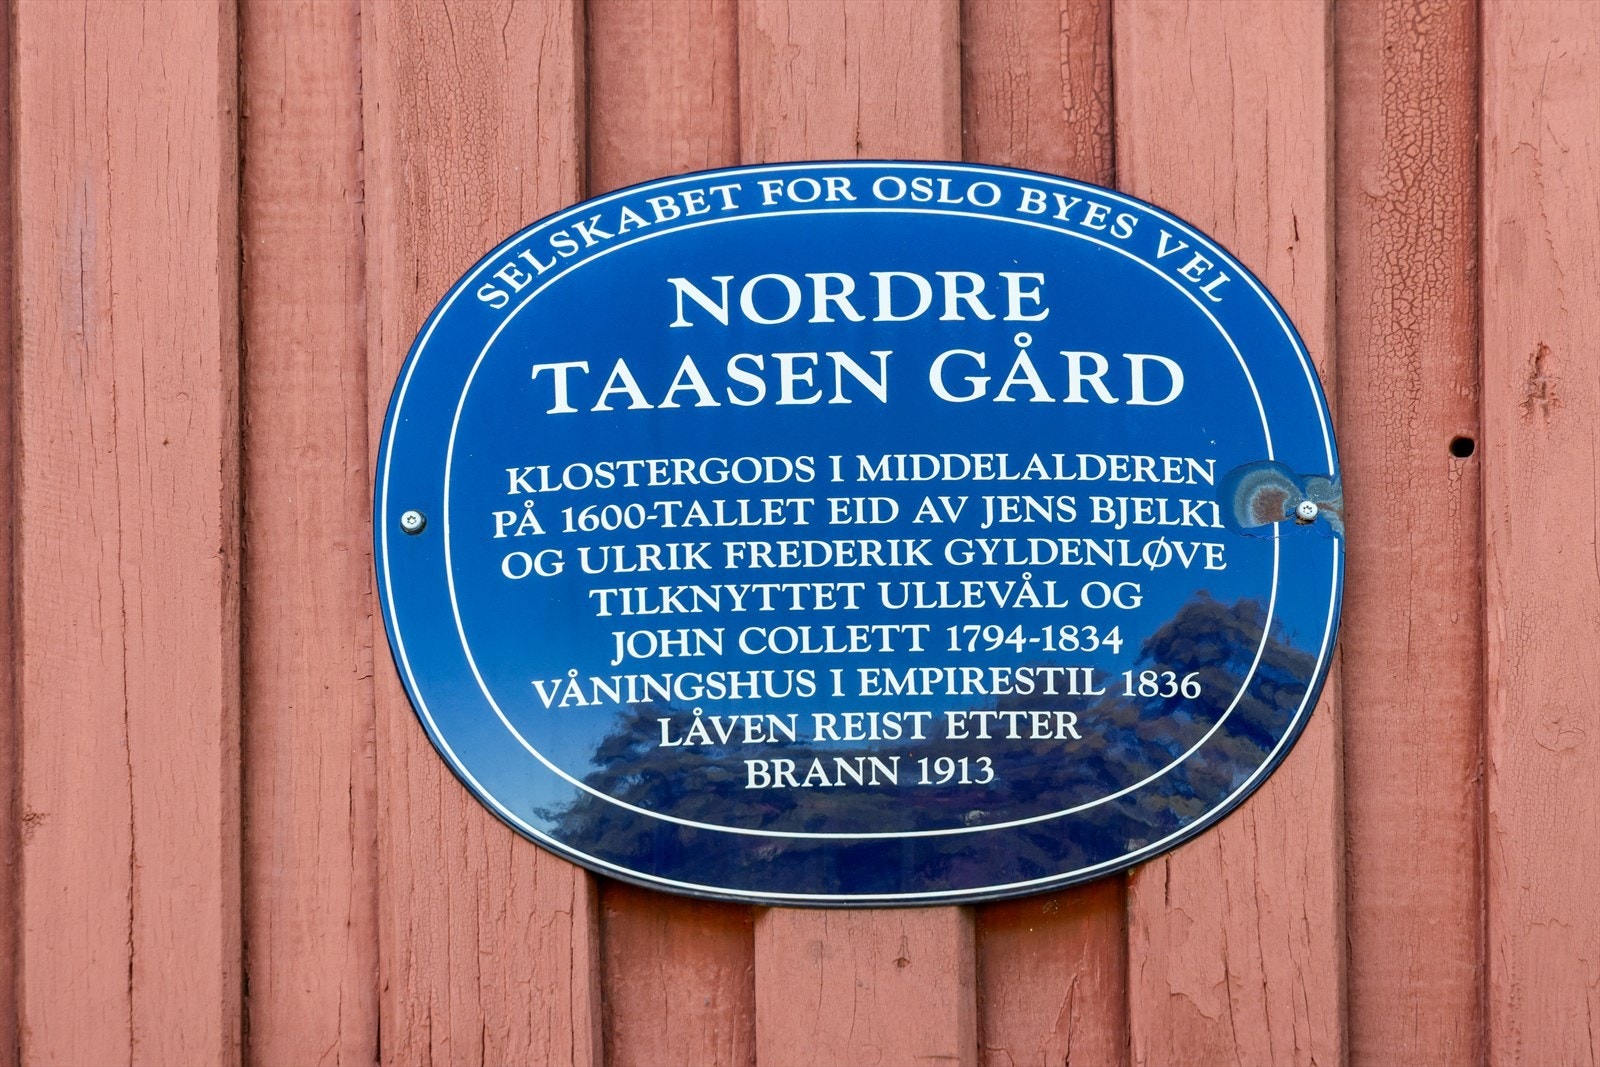 SELSKABET FOR OSLO BYES VEL
NORDRE
TAASEN GÅRD
KLOSTERGODS I MIDDELALDEREN
PÅ 1600-TALLET EID AV JENS BJELKE
OG ULRIK FREDERIK GYLDENLØVE
TILKNYTTET ULLEVÅL OG
JOHN COLLETT 1794-1834
VÅNINGSHUS I EMPIRESTIL 1836
LÅVEN REIST ETTER
BRANN 1913